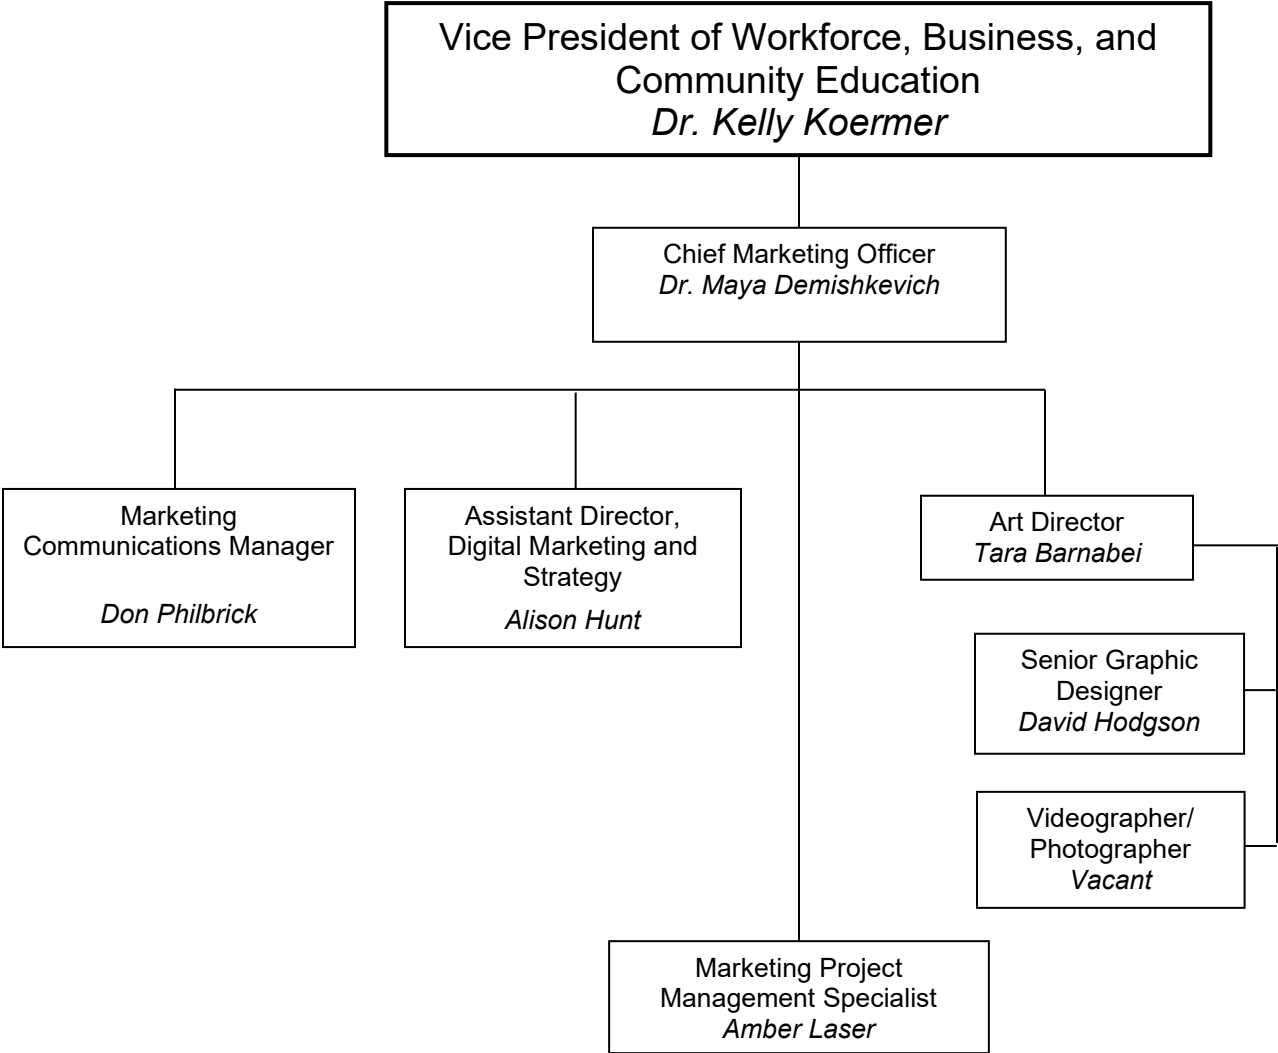 Vice President of Workforce, Business, and
Community Education
Dr. Kelly Koermer
Chief Marketing Officer
Dr. Maya Demishkevich
Marketing
Communications Manager
Don Philbrick
Assistant Director,
Digital Marketing and
Strategy
Alison Hunt
Art Director
Tara Barnabei
Senior Graphic
Designer
David Hodgson
Videographer/
Photographer
Vacant
Marketing Project
Management Specialist
Amber Laser